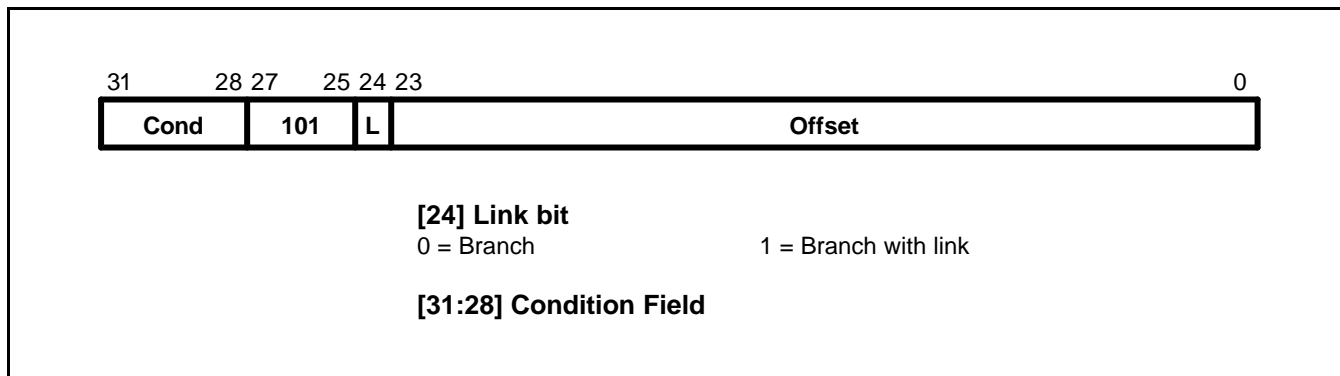 31 28 27 25 24 23 0
Cond 101 L Offset
[24] Link bit
0 = Branch 1 = Branch with link
[31:28] Condition Field